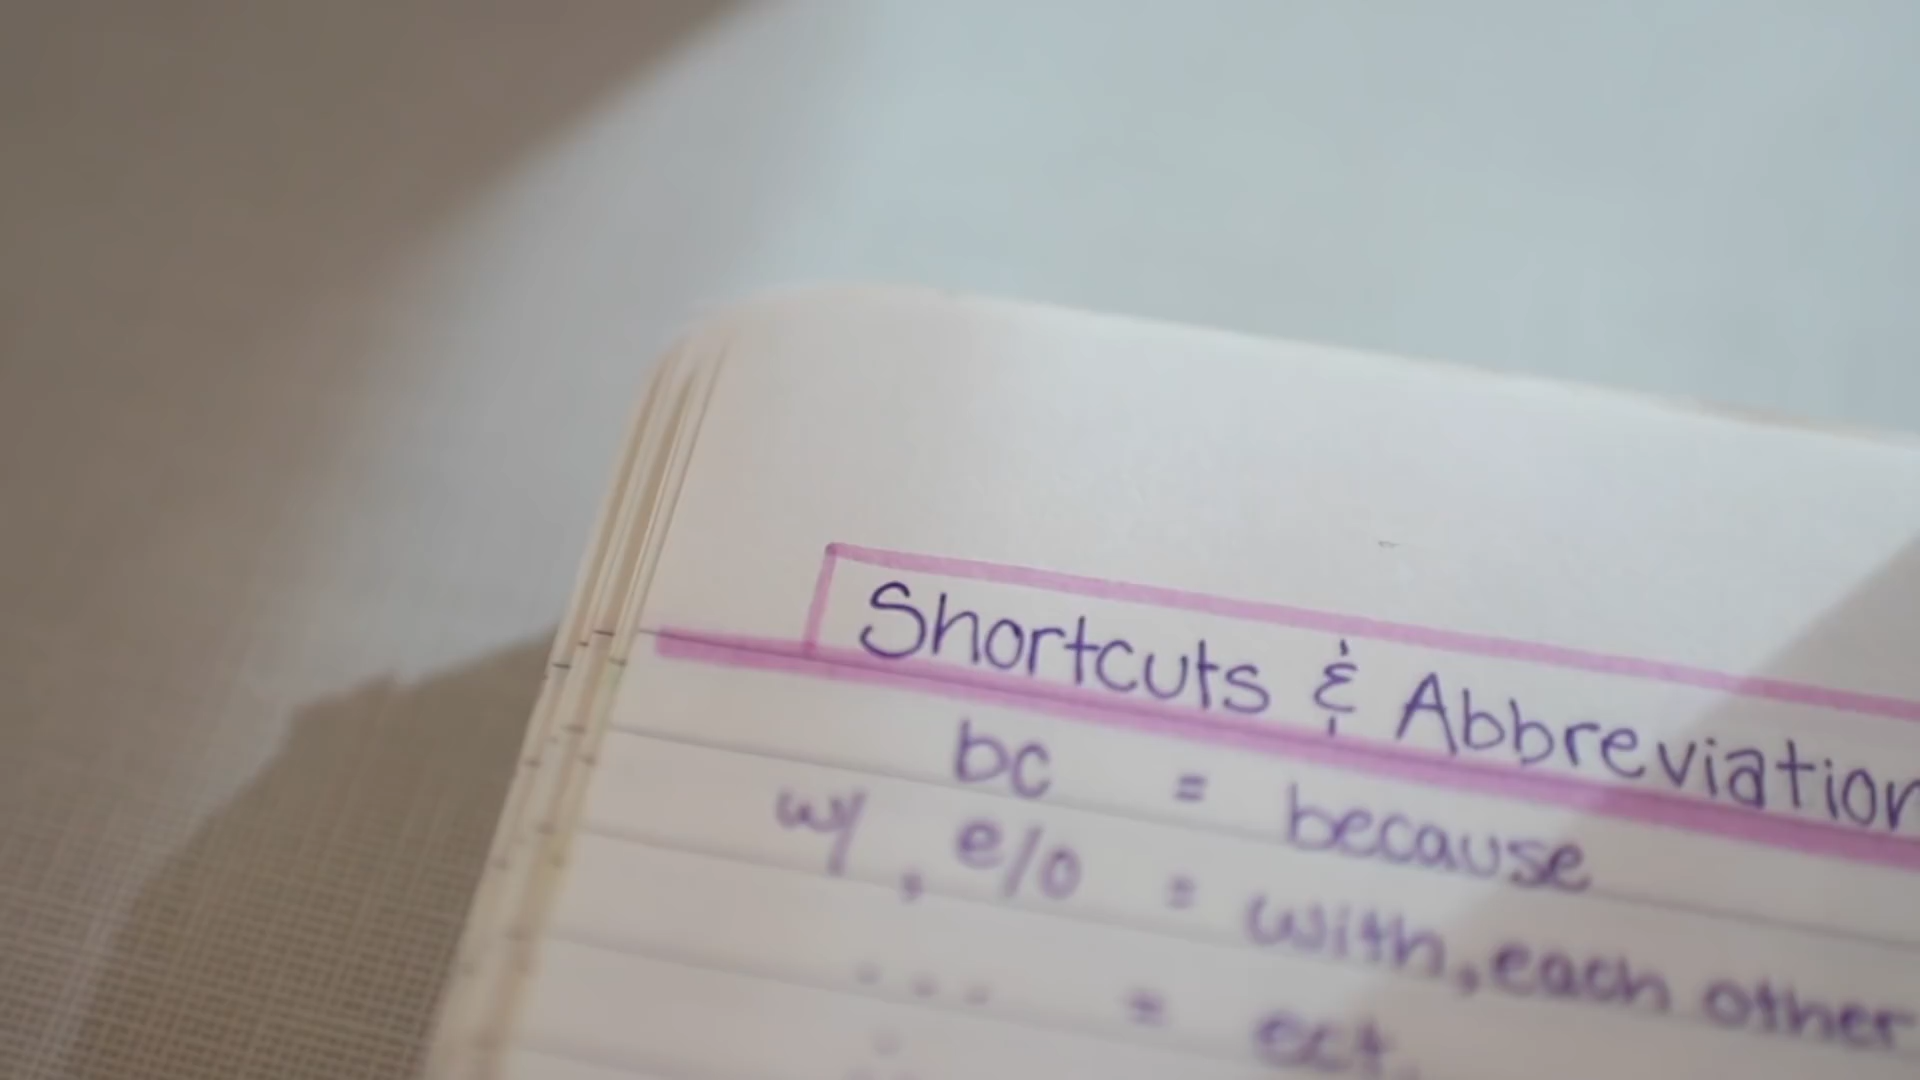 Shortcuts & Abbreviation
bc = because
w/, e/o = with, each other
... = ect.